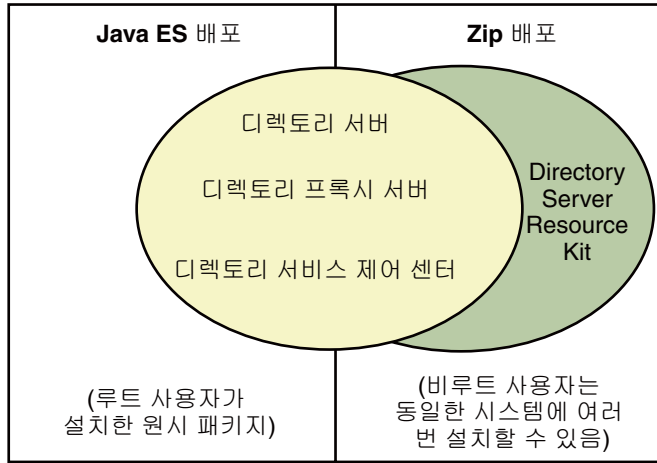 Java ES 배포
Zip 배포
디렉토리 서버
디렉토리 프록시 서버
디렉토리 서비스 제어 센터
Directory
Server
Resource
Kit
(루트 사용자가
설치한 원시 패키지)
(비루트 사용자는
동일한 시스템에 여러
번 설치할 수 있음)